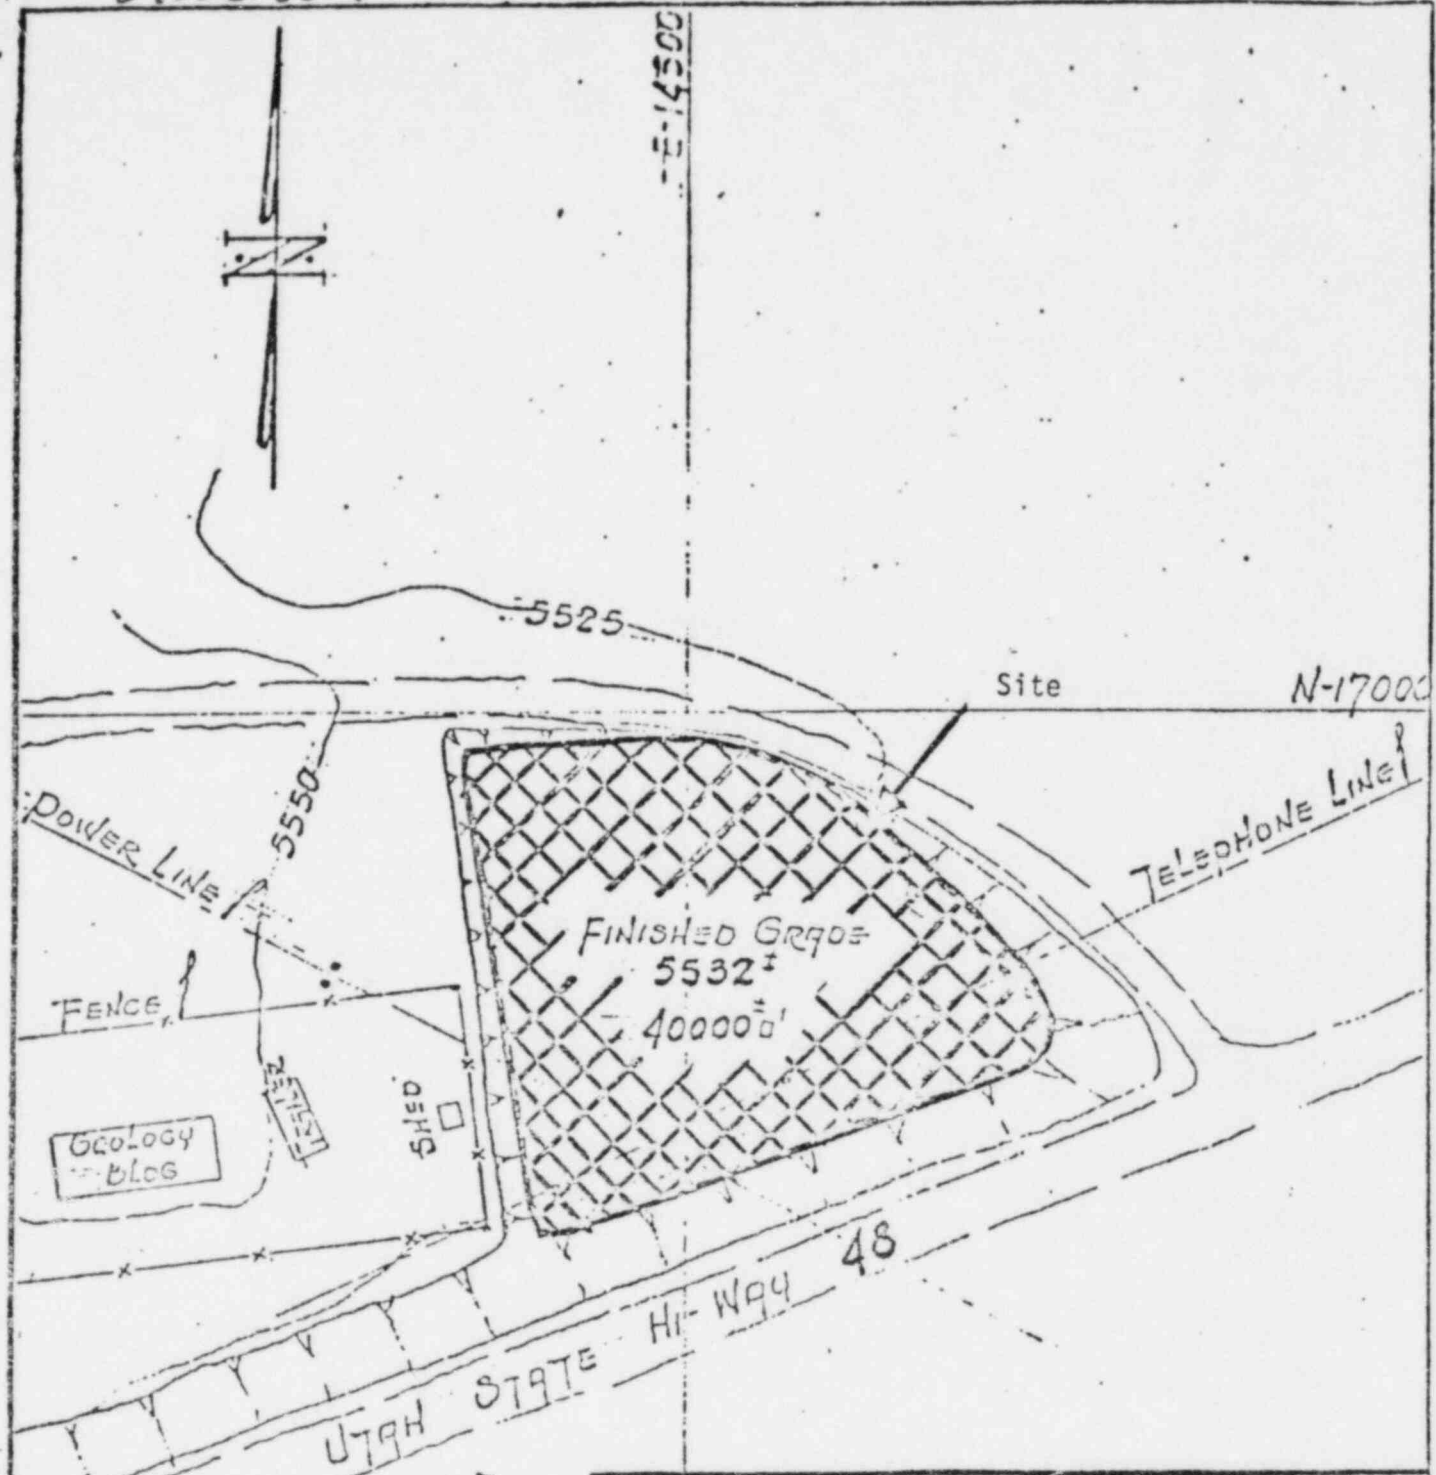 E-14500
N
5525
Site
N-17000
5550
POWER LINE
TELEPHONE LINE
FINISHED GRADE
5532±
40000±□'
FENCE
SHED
GEOLOGY
BLDG
48
UTAH STATE HI-WAY